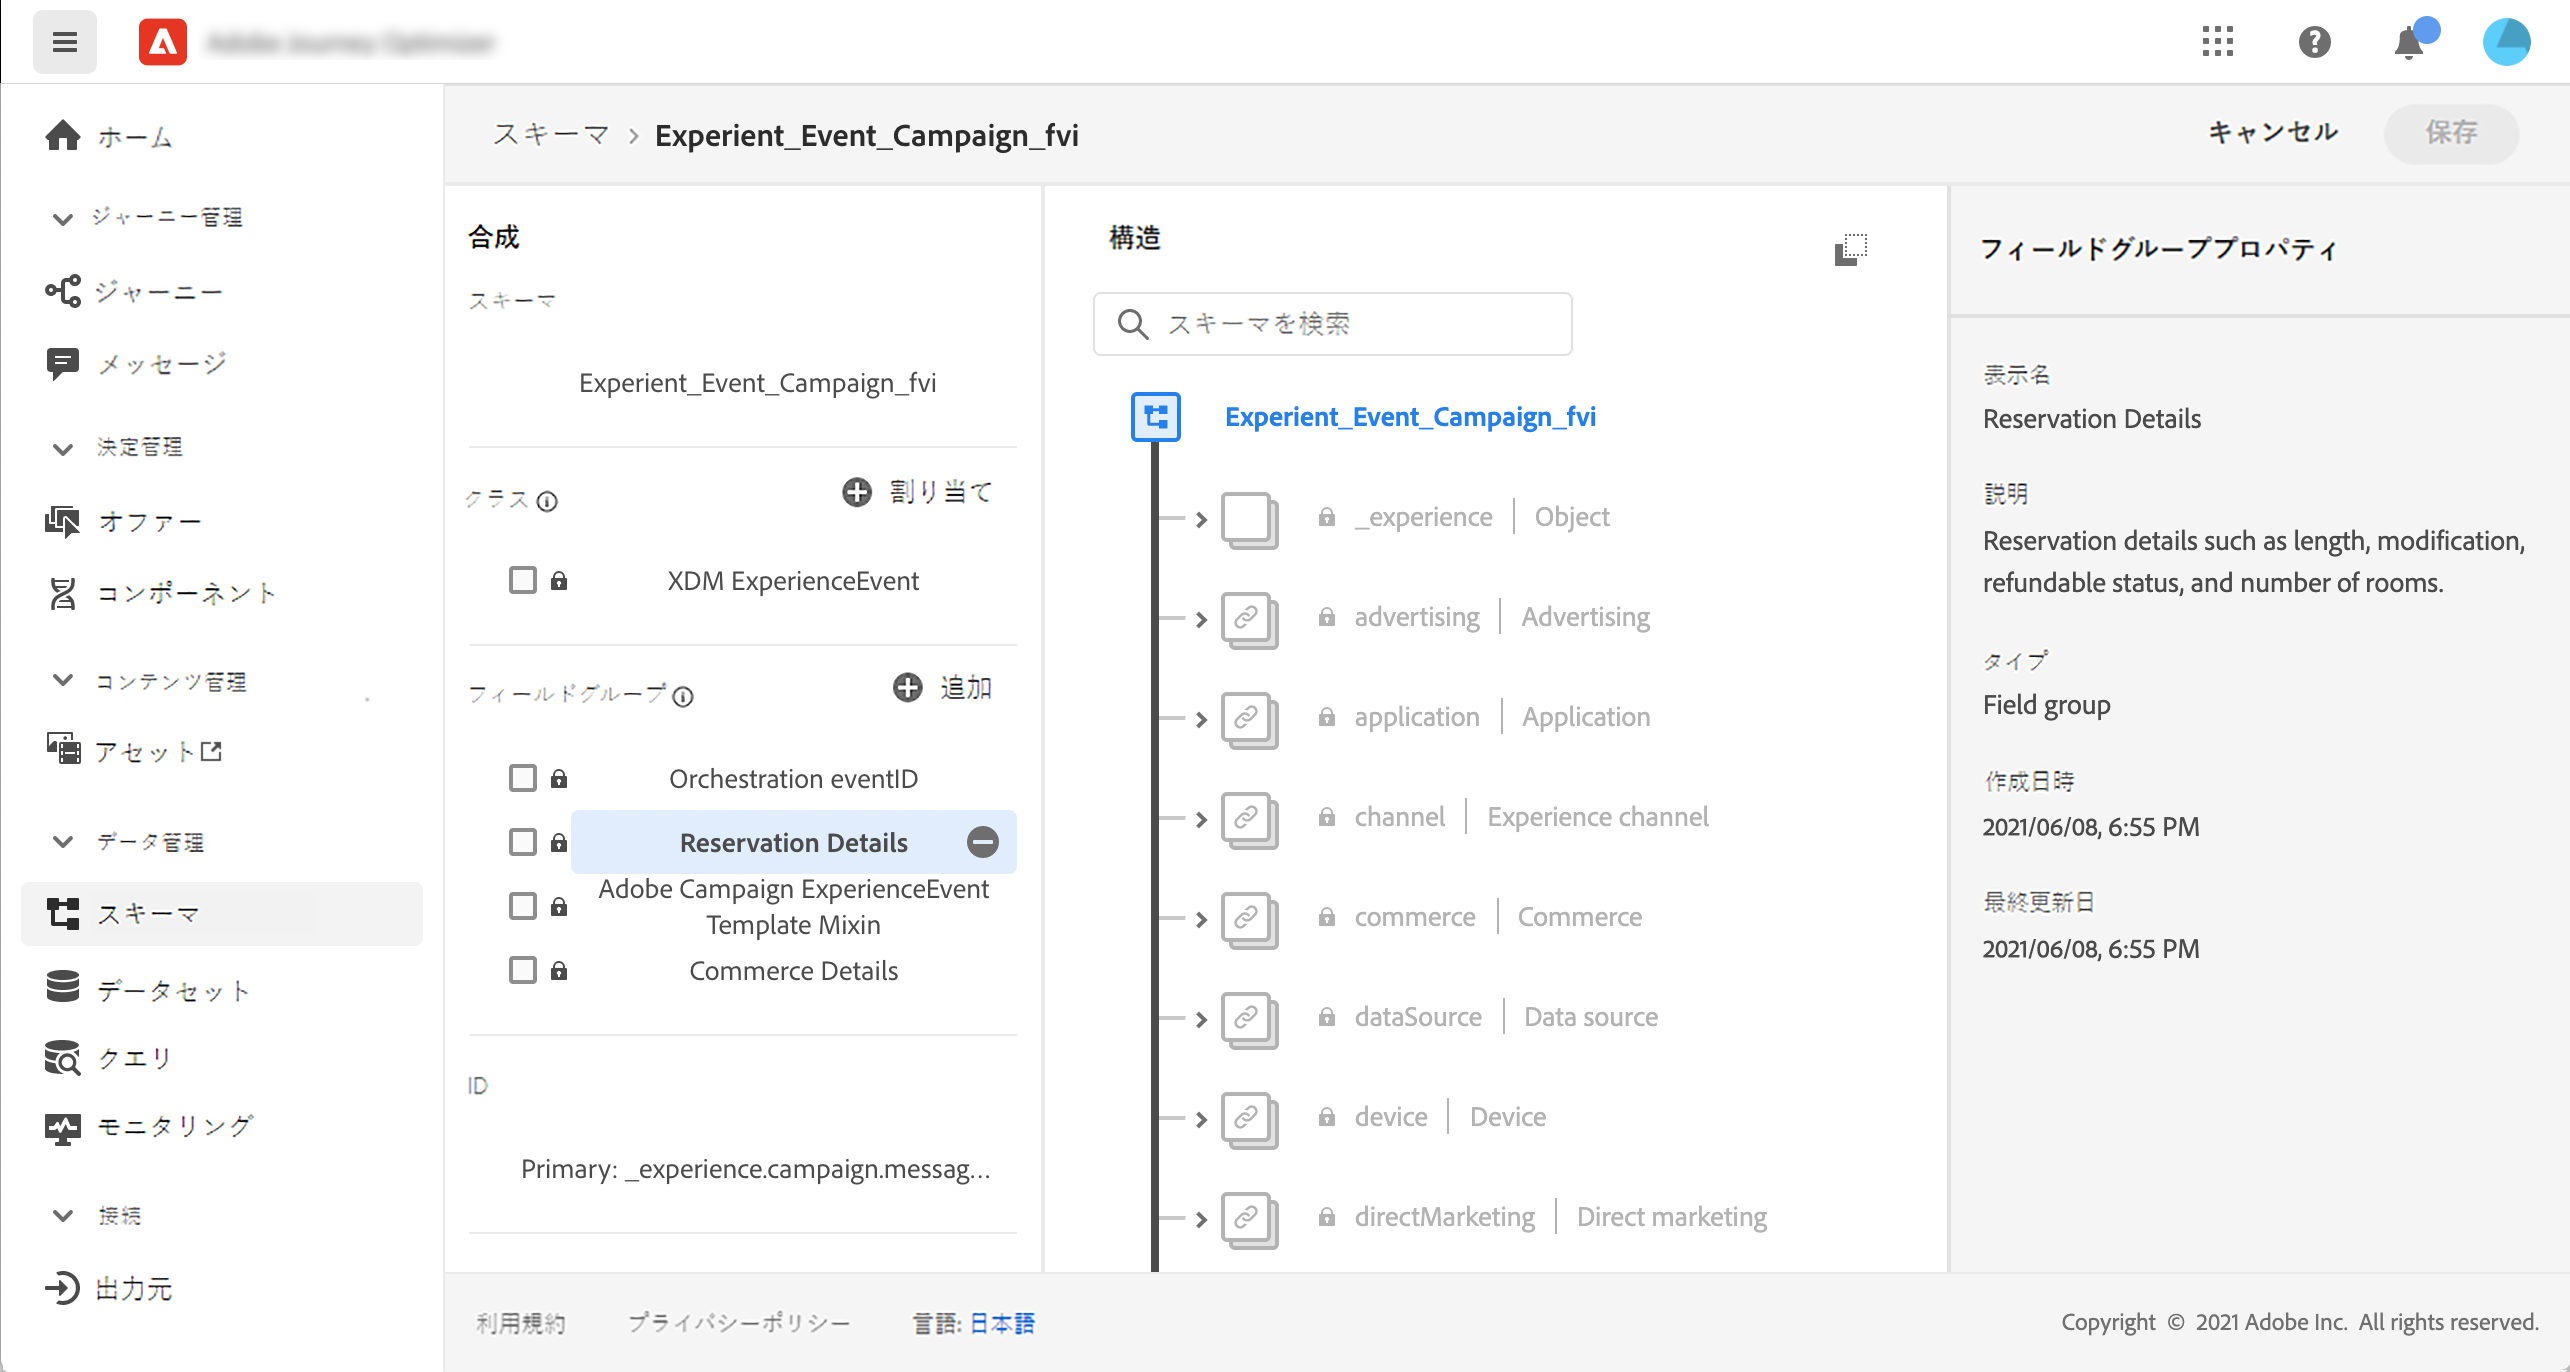 スキーマ > Experient_Event_Campaign_fvi
キャンセル
保存
ホーム
ジャーニー管理
ジャーニー
メッセージ
決定管理
オファー
コンポーネント
コンテンツ管理
アセット
データ管理
スキーマ
データセット
クエリ
モニタリング
接続
出力元
合成
スキーマ
Experient_Event_Campaign_fvi
クラス
割り当て
XDM ExperienceEvent
フィールドグループ
追加
Orchestration eventID
Reservation Details
Adobe Campaign ExperienceEvent
Template Mixin
Commerce Details
ID
Primary: _experience.campaign.messag...
構造
スキーマを検索
Experient_Event_Campaign_fvi
_experience | Object
advertising | Advertising
application | Application
channel | Experience channel
commerce | Commerce
dataSource | Data source
device | Device
directMarketing | Direct marketing
フィールドグループプロパティ
表示名
Reservation Details
説明
Reservation details such as length, modification,
refundable status, and number of rooms.
タイプ
Field group
作成日時
2021/06/08, 6:55 PM
最終更新日
2021/06/08, 6:55 PM
利用規約
プライバシーポリシー
言語: 日本語
Copyright © 2021 Adobe Inc. All rights reserved.